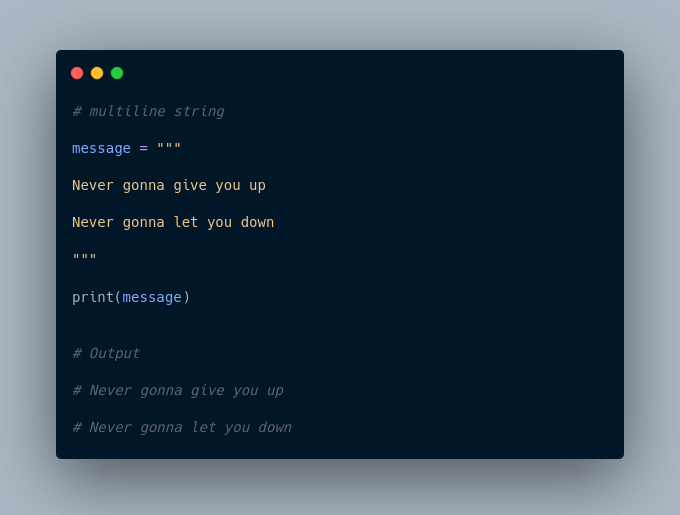 # multiline string
message = """
Never gonna give you up
Never gonna let you down
"""
print(message)
# Output
# Never gonna give you up
# Never gonna let you down